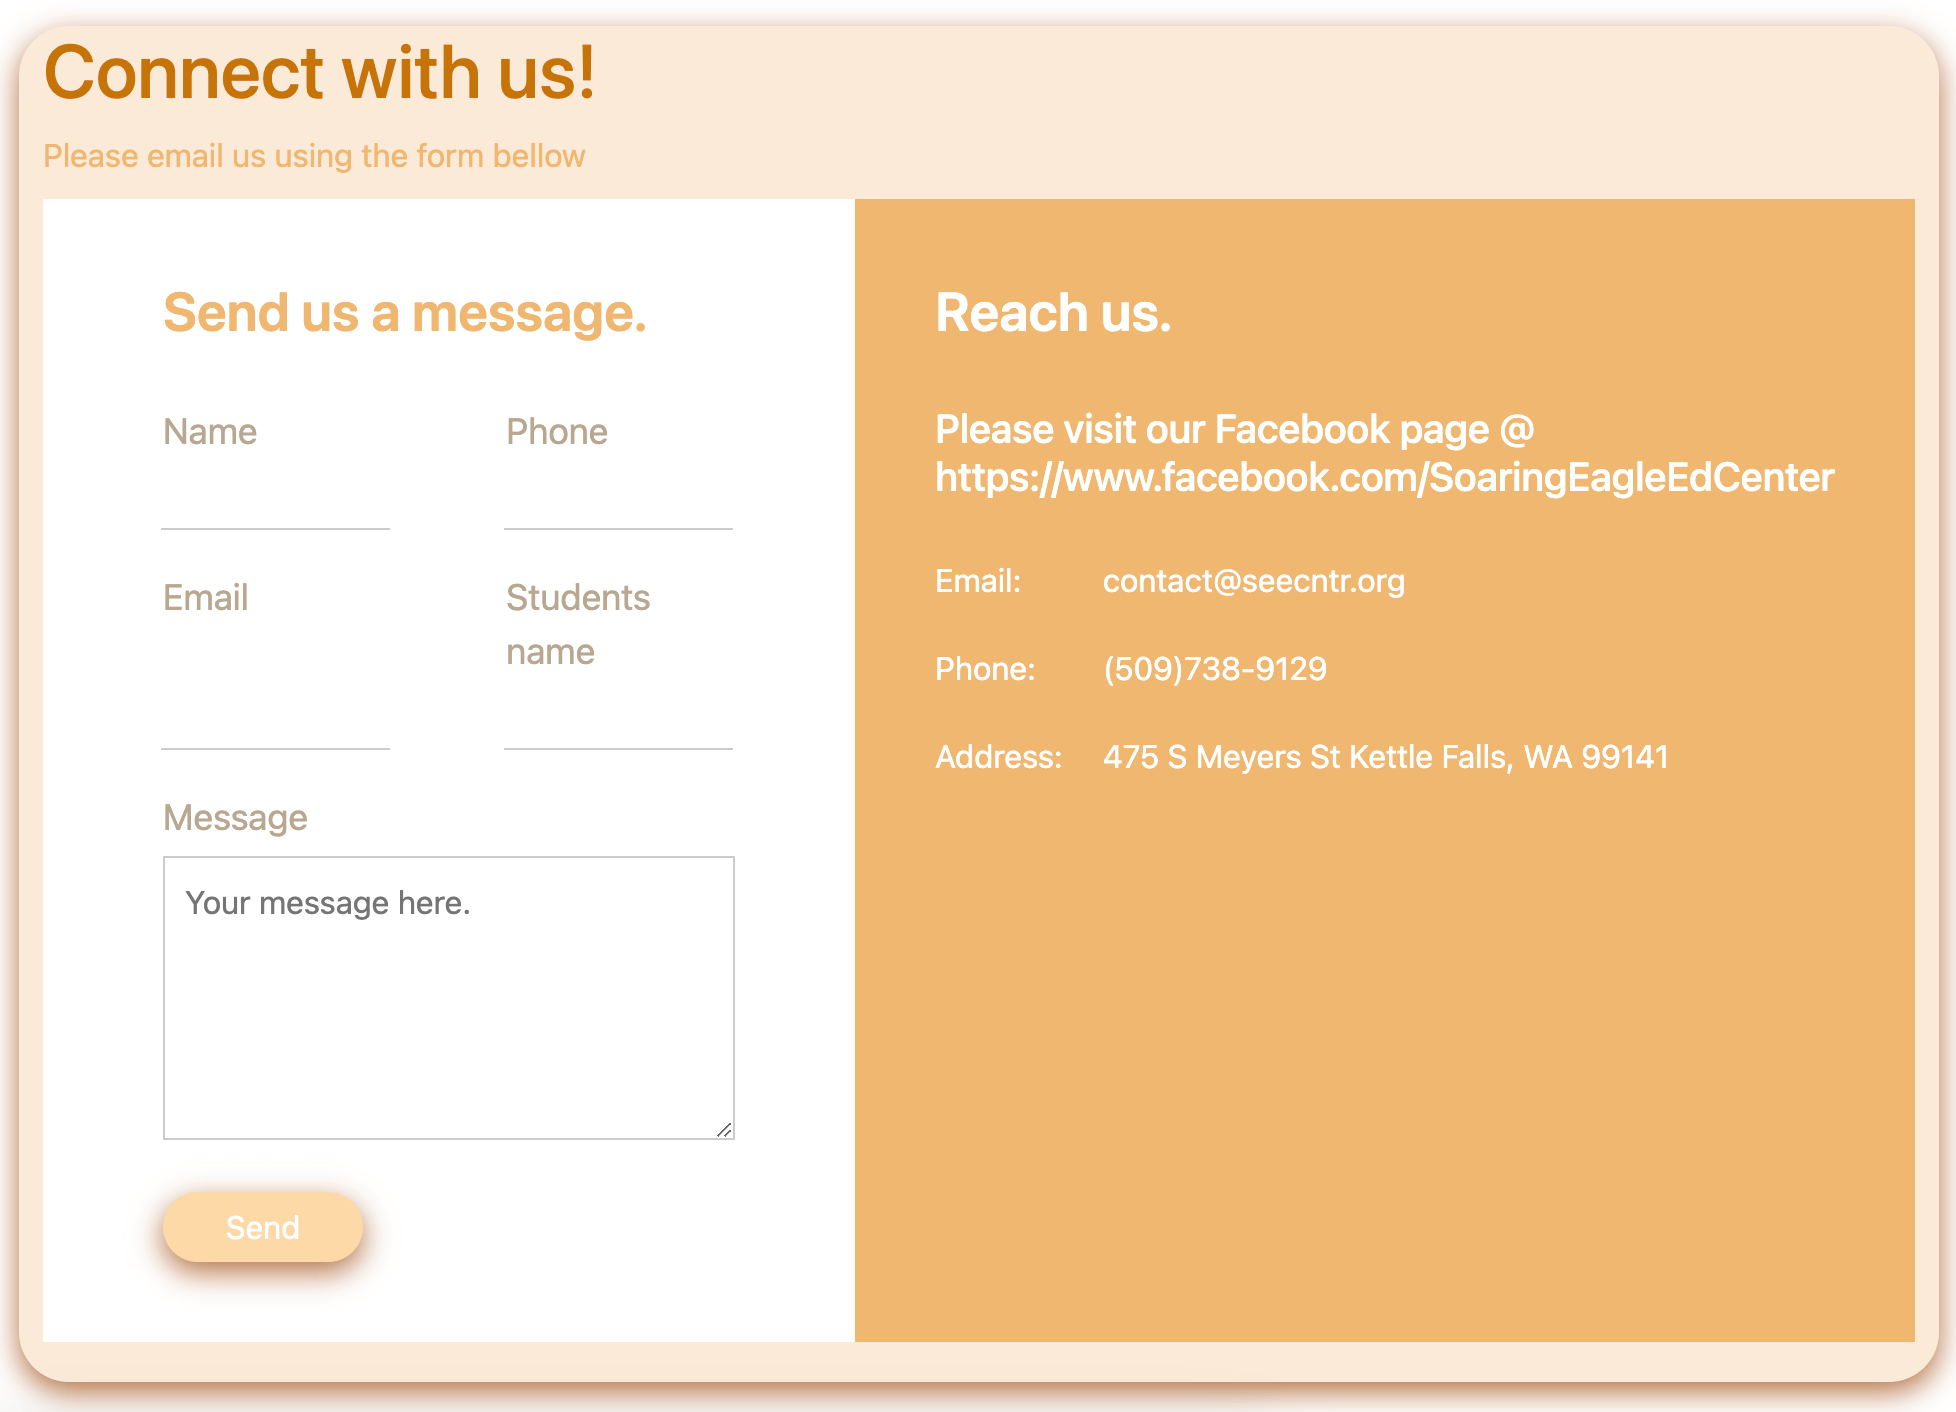 Connect with us!
Please email us using the form bellow
Send us a message.
Name
Phone
Email
Students
name
Message
Your message here.
Send
Reach us.
Please visit our Facebook page @
https://www.facebook.com/SoaringEagleEdCenter
Email: contact@seecntr.org
Phone: (509)738-9129
Address: 475 S Meyers St Kettle Falls, WA 99141